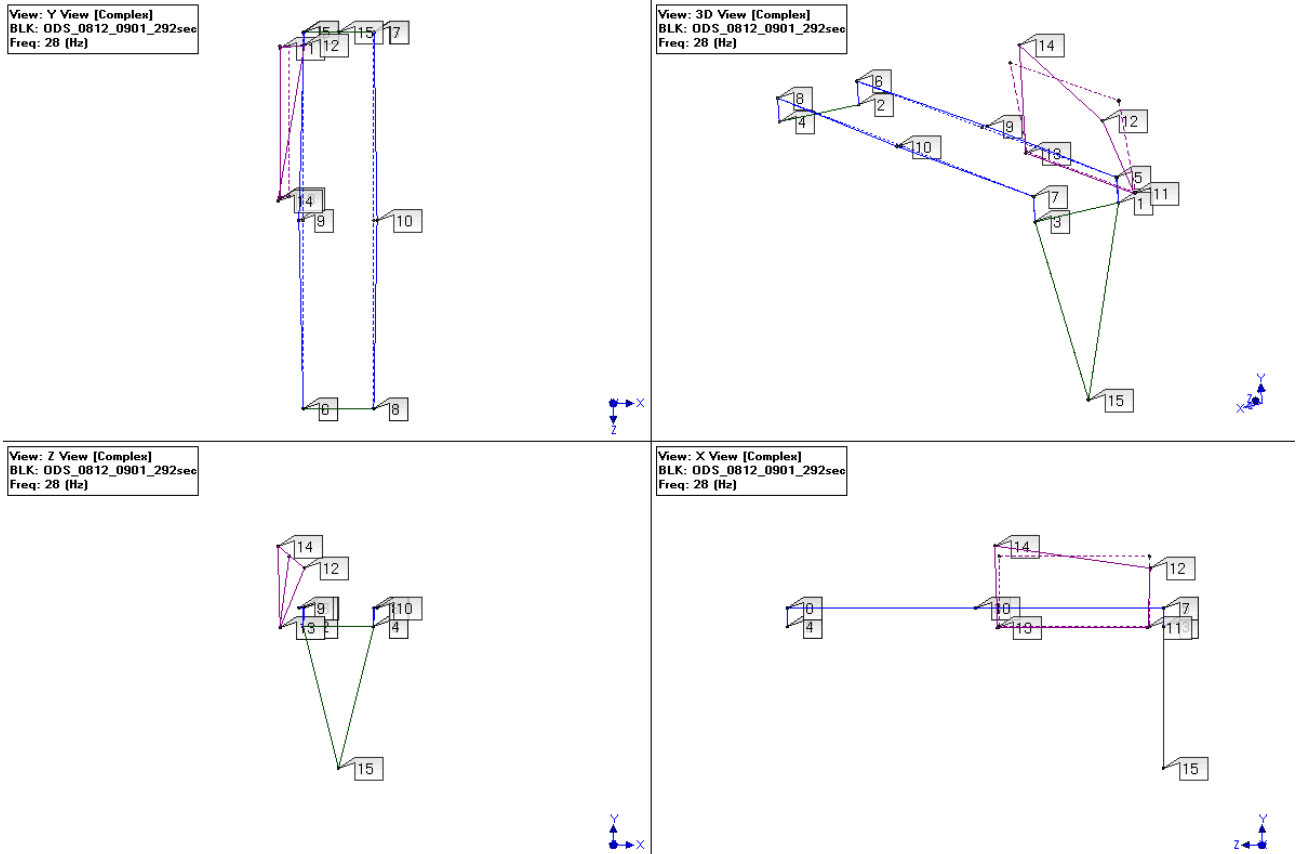 View: Y View [Complex]
BLK: ODS_0812_0901_292sec
Freq: 28 (Hz)
5
15
7
1
12
14
9
10
6
8
X
Z
View: 3D View [Complex]
BLK: ODS_0812_0901_292sec
Freq: 28 (Hz)
14
6
8
2
4
12
9
10
13
5
11
7
1
3
15
Y
Z
X
View: Z View [Complex]
BLK: ODS_0812_0901_292sec
Freq: 28 (Hz)
14
12
9
10
13
2
4
15
Y
X
View: X View [Complex]
BLK: ODS_0812_0901_292sec
Freq: 28 (Hz)
14
12
10
7
4
13
11
3
15
Y
Z